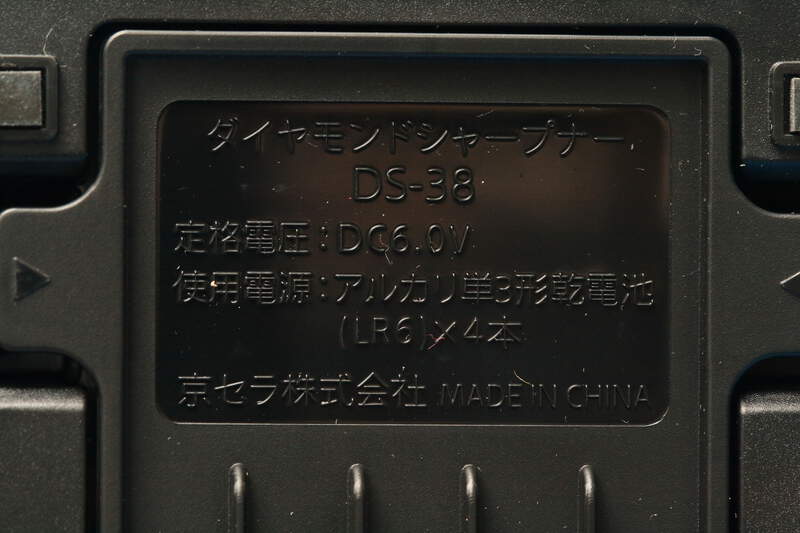 ダイヤモンドシャープナー
DS-38
定格電圧：DC6.0V
使用電源：アルカリ単3形乾電池
(LR6)×4本
京セラ株式会社 MADE IN CHINA